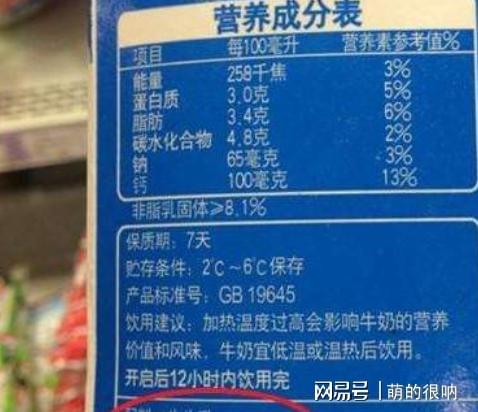 营养成分表
项目 每100毫升 营养素参考值%
能量 258千焦 3%
蛋白质 3.0克 5%
脂肪 3.4克 6%
碳水化合物 4.8克 2%
钠 65毫克 3%
钙 100毫克 13%
非脂乳固体≥8.1%
保质期：7天
贮存条件：2℃～6℃保存
产品标准号：GB 19645
饮用建议：加热温度过高会影响牛奶的营养
价值和风味，牛奶宜低温或温热后饮用。
开启后12小时内饮用完
网易号 萌的很呐